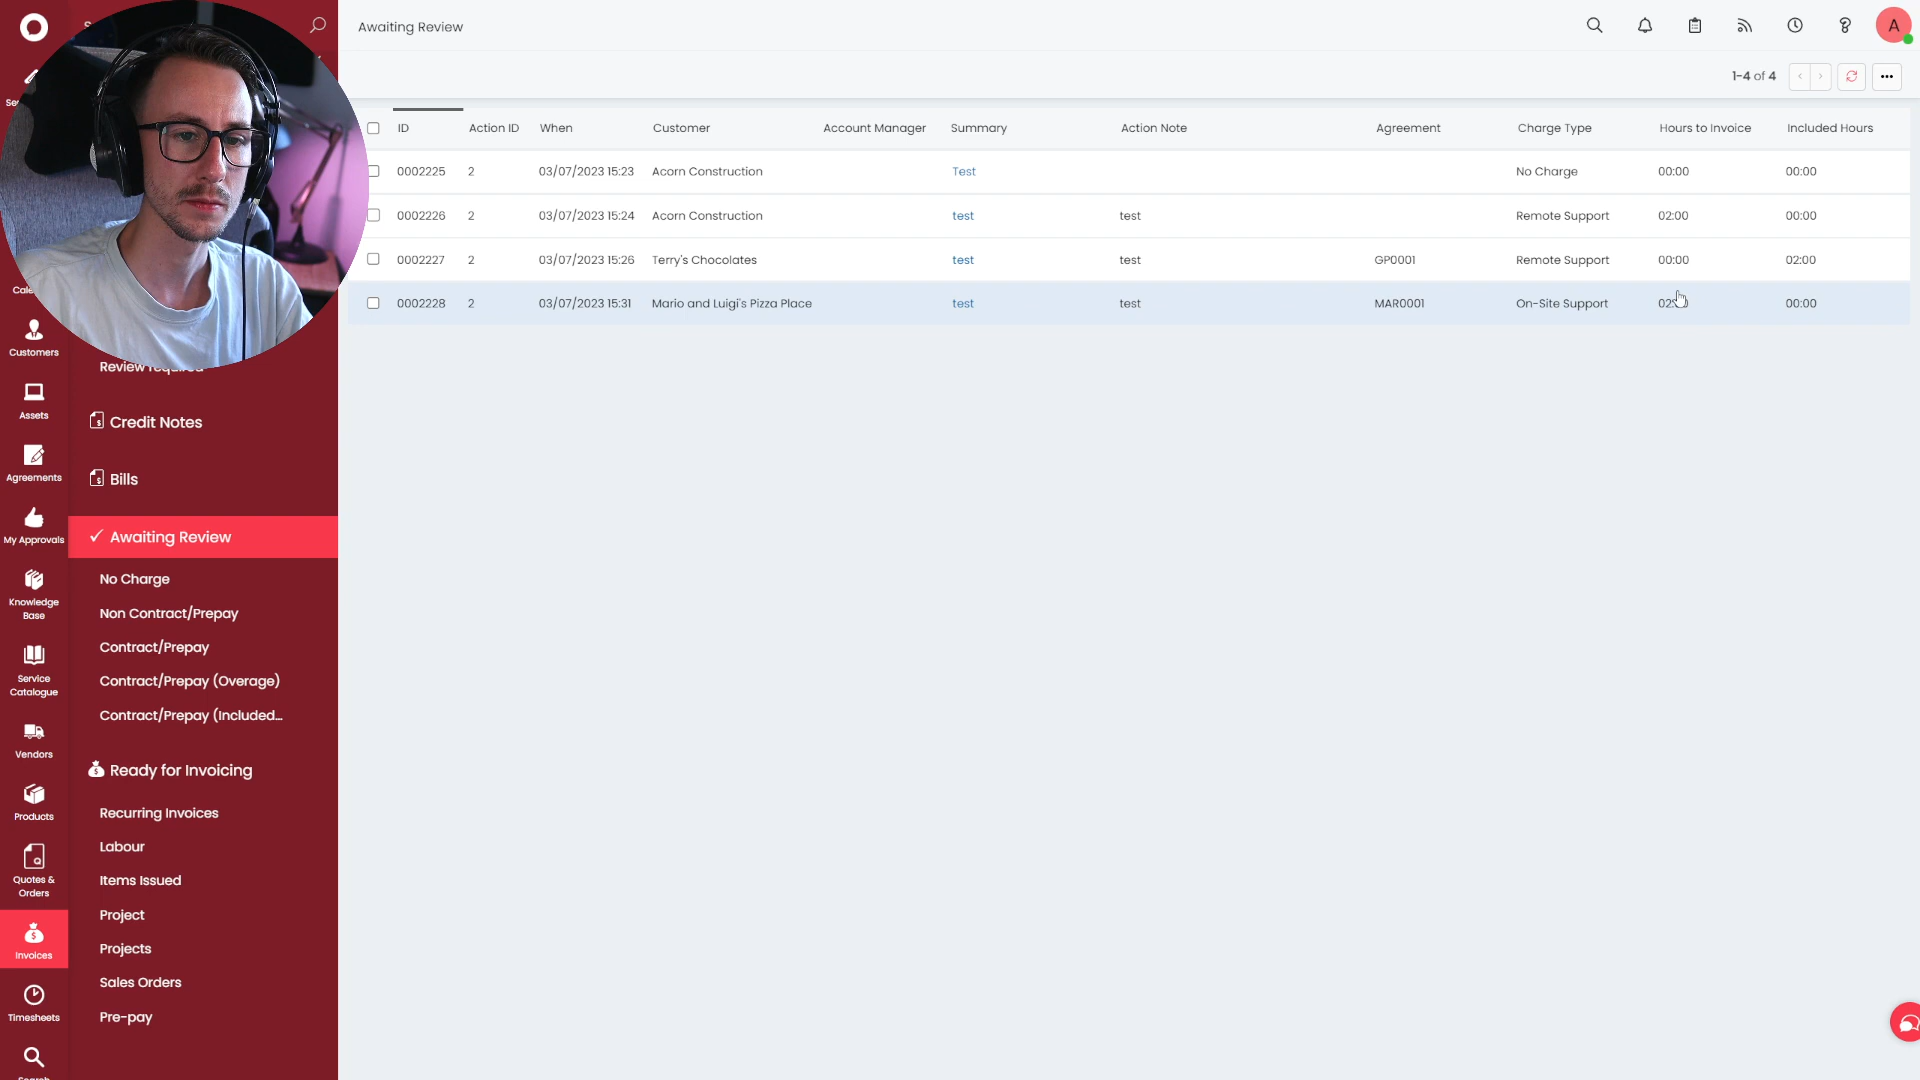 Awaiting Review
A
1-4 of 4
ID Action ID When Customer Account Manager Summary Action Note Agreement Charge Type Hours to Invoice Included Hours
0002225 2 03/07/2023 15:23 Acorn Construction Test No Charge 00:00 00:00
0002226 2 03/07/2023 15:24 Acorn Construction test test Remote Support 02:00 00:00
0002227 2 03/07/2023 15:26 Terry's Chocolates test test GP0001 Remote Support 00:00 02:00
0002228 2 03/07/2023 15:31 Mario and Luigi's Pizza Place test test MAR0001 On-Site Support 00:00
Customers
Assets
Agreements
My Approvals
Knowledge
Base
Service
Catalogue
Vendors
Products
Quotes &
Orders
Invoices
Timesheets
Review required
Credit Notes
Bills
Awaiting Review
No Charge
Non Contract/Prepay
Contract/Prepay
Contract/Prepay (Overage)
Contract/Prepay (Included...
Ready for Invoicing
Recurring Invoices
Labour
Items Issued
Project
Projects
Sales Orders
Pre-pay